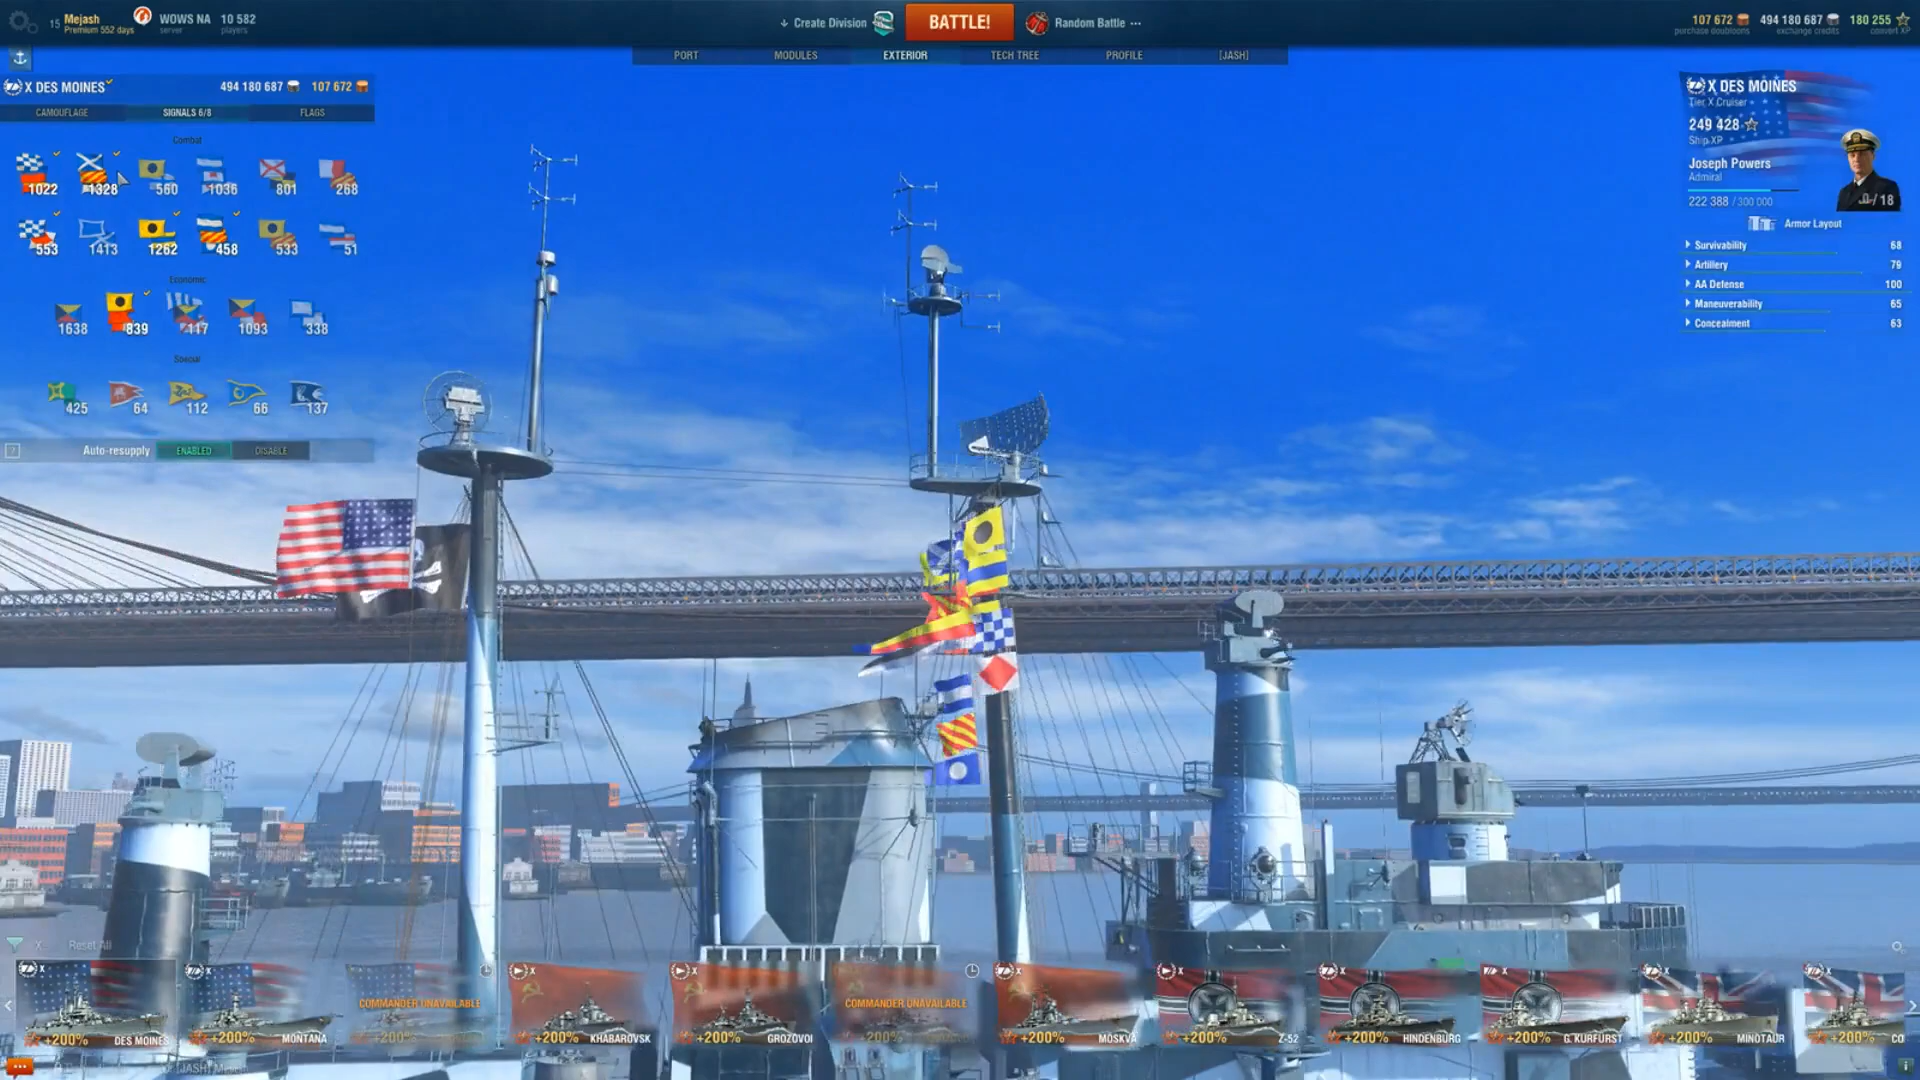 15 Mejash WOWS NA 10 582
Premium 552 days server players
Create Division BATTLE! Random Battle
107 672 494 180 687 180 255
purchase doubloons exchange credits convert XP
PORT MODULES EXTERIOR TECH TREE PROFILE [JASH]
X DES MOINES 494 180 687 107 672
CAMOUFLAGE SIGNALS 6/8 FLAGS
Combat
1022 1328 560 1036 801 268
553 1413 1262 458 533 51
Economic
1638 839 117 1093 338
Special
425 64 112 66 137
? Auto-resupply ENABLED DISABLE
X DES MOINES
Tier X Cruiser
249 428
Ship XP
Joseph Powers
Admiral
222 388 / 300 000
0/18
Armor Layout
Survivability 68
Artillery 79
AA Defense 100
Maneuverability 65
Concealment 63
X Reset All
X X X X X X X X X X
COMMANDER UNAVAILABLE COMMANDER UNAVAILABLE
+200% DES MOINES +200% MONTANA +200% +200% KHABAROVSK +200% GROZOVOI +200% +200% MOSKVA +200% Z-52 +200% HINDENBURG +200% G. KURFÜRST +200% MINOTAUR +200% CO
[JASH]